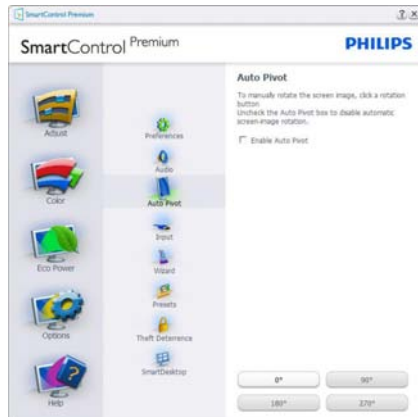 SmartControl Premium
SmartControl Premium
PHILIPS
Adjust
Color
Eco Power
Options
Help
Preferences
Audio
Auto Pivot
Input
Wizard
Presets
Theft Deterrence
SmartDesktop
Auto Pivot
To manually rotate the screen image, click a rotation
button
Uncheck the Auto Pivot box to disable automatic
screen-image rotation.
Enable Auto Pivot
0°
90°
180°
270°